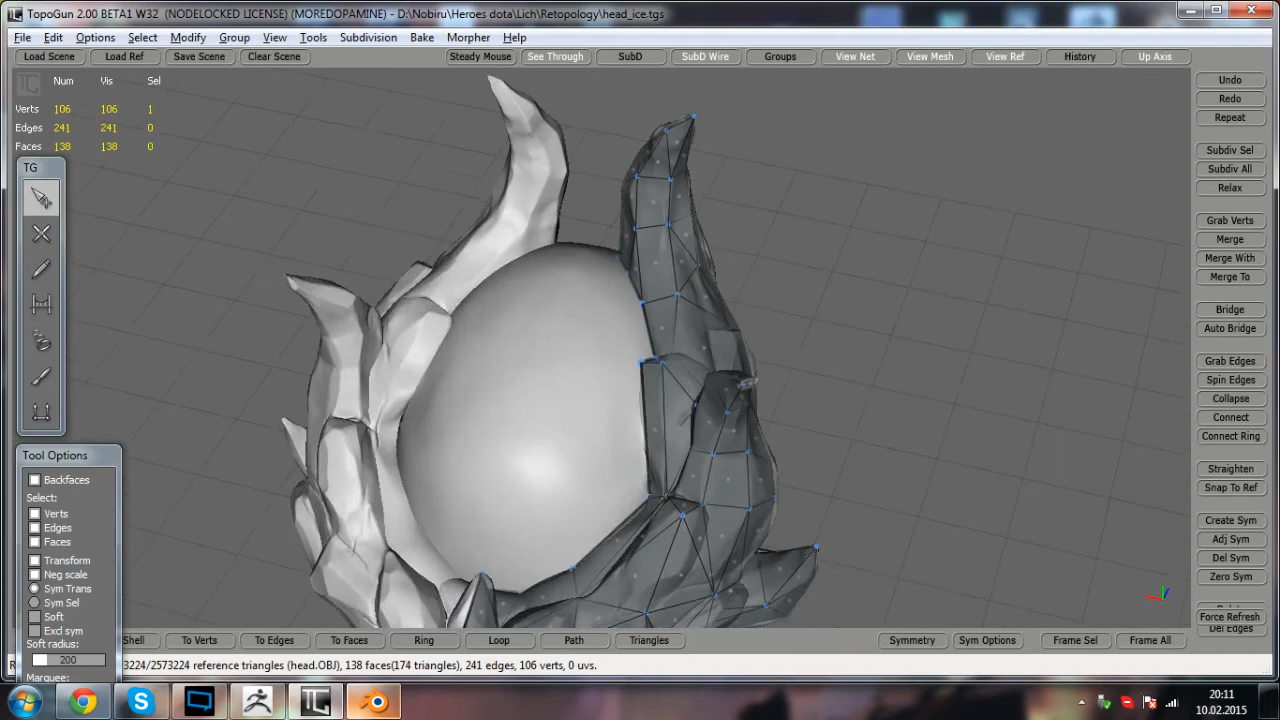 TopoGun 2.00 BETA1 W32 (NODELOCKED LICENSE) (MOREDOPAMINE) - D:\Nobiru\Heroes dota\Lich\Retopology\head_ice.tgs
File Edit Options Select Modify Group View Tools Subdivision Bake Morpher Help
Load Scene Load Ref Save Scene Clear Scene Steady Mouse See Through SubD SubD Wire Groups View Net View Mesh View Ref History Up Axis
Num Vis Sel
Verts 106 106 1
Edges 241 241 0
Faces 138 138 0
TG
Tool Options
Backfaces
Select:
Verts
Edges
Faces
Transform
Neg scale
Sym Trans
Sym Sel
Soft
Excl sym
Soft radius:
200
Marquee:
Undo
Redo
Repeat
Subdiv Sel
Subdiv All
Relax
Grab Verts
Merge
Merge With
Merge To
Bridge
Auto Bridge
Grab Edges
Spin Edges
Collapse
Connect
Connect Ring
Straighten
Snap To Ref
Create Sym
Adj Sym
Del Sym
Zero Sym
Force Refresh
Del Edges
Shell To Verts To Edges To Faces Ring Loop Path Triangles Symmetry Sym Options Frame Sel Frame All
3224/2573224 reference triangles (head.OBJ), 138 faces(174 triangles), 241 edges, 106 verts, 0 uvs.
20:11
10.02.2015